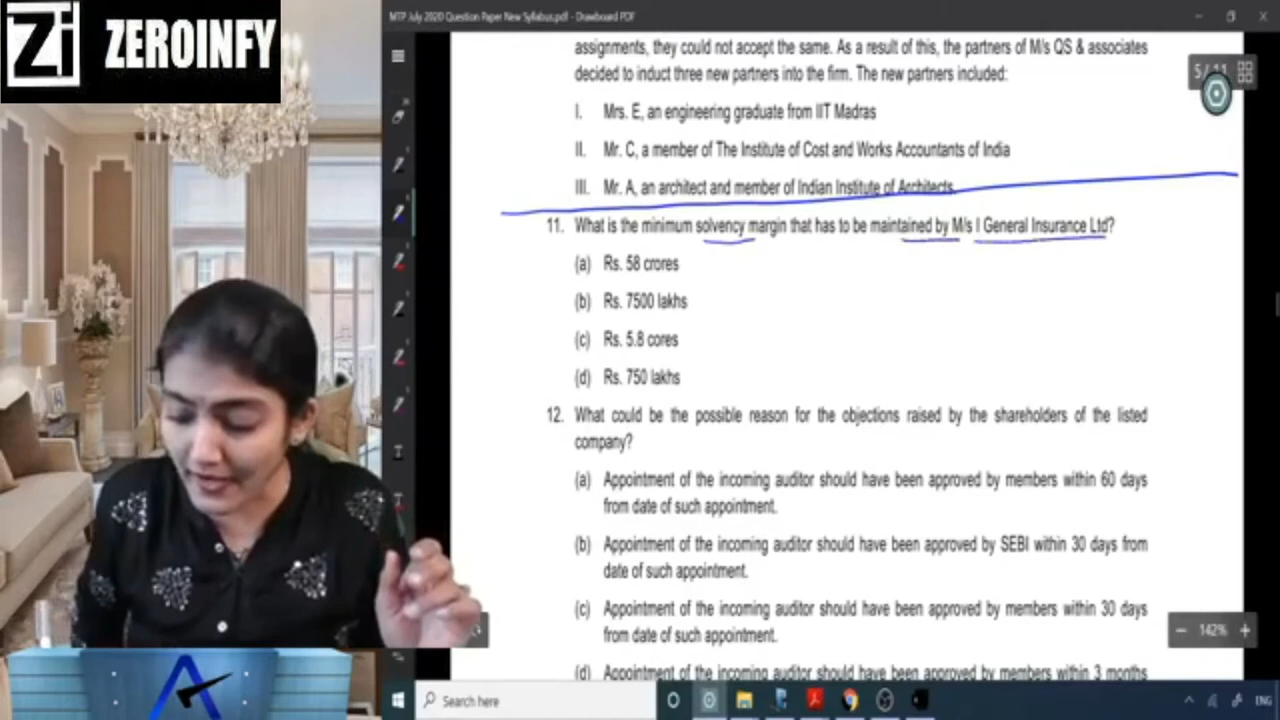 Zi ZEROINFY
MTP July 2020 Question Paper New Syllabus.pdf - Drawboard PDF
assignments, they could not accept the same. As a result of this, the partners of M/s QS & associates
decided to induct three new partners into the firm. The new partners included:
5 / 11
I. Mrs. E, an engineering graduate from IIT Madras
II. Mr. C, a member of The Institute of Cost and Works Accountants of India
III. Mr. A, an architect and member of Indian Institute of Architects.
11. What is the minimum solvency margin that has to be maintained by M/s I General Insurance Ltd?
(a) Rs. 58 crores
(b) Rs. 7500 lakhs
(c) Rs. 5.8 cores
(d) Rs. 750 lakhs
12. What could be the possible reason for the objections raised by the shareholders of the listed
company?
(a) Appointment of the incoming auditor should have been approved by members within 60 days
from date of such appointment.
(b) Appointment of the incoming auditor should have been approved by SEBI within 30 days from
date of such appointment.
(c) Appointment of the incoming auditor should have been approved by members within 30 days
from date of such appointment.
142%
(d) Appointment of the incoming auditor should have been approved by members within 3 months
Search here
ENG